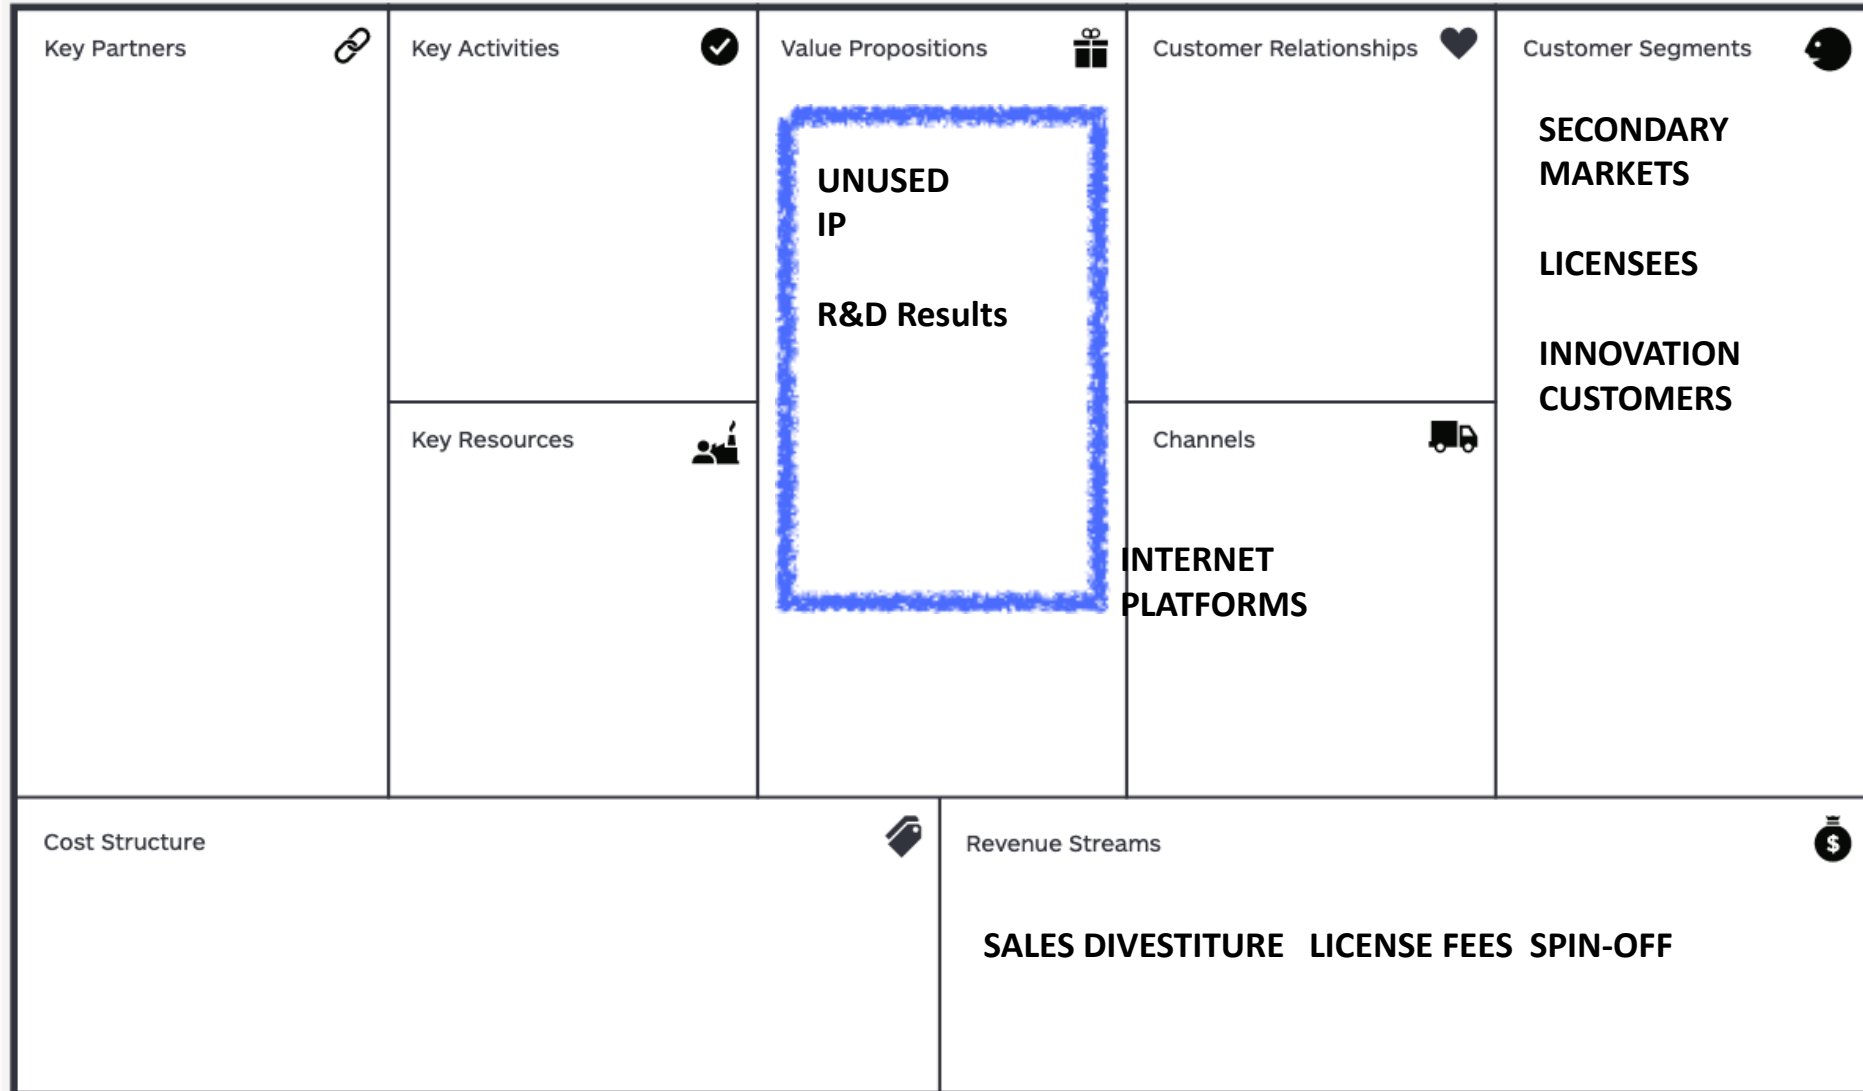 Key Partners
Key Activities
Value Propositions
UNUSED
IP
R&D Results
Customer Relationships
Customer Segments
SECONDARY
MARKETS
LICENSEES
INNOVATION
CUSTOMERS
Key Resources
Channels
INTERNET
PLATFORMS
Cost Structure
Revenue Streams
$
SALES DIVESTITURE LICENSE FEES SPIN-OFF